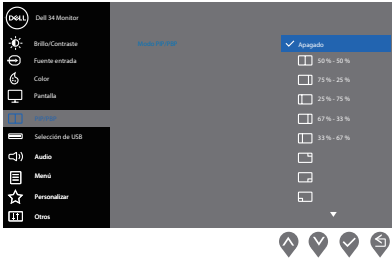 DELL
Dell 34 Monitor
Brillo/Contraste
Modo PIP/PBP
Apagado
Fuente entrada
50 % - 50 %
Color
75 % - 25 %
Pantalla
25 % - 75 %
PIP/PBP
67 % - 33 %
Selección de USB
33 % - 67 %
Audio
Menú
Personalizar
Otros